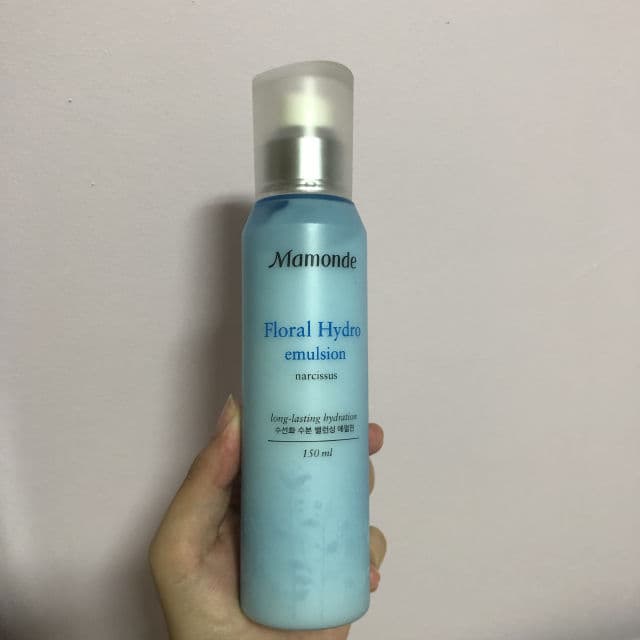 Mamonde
Floral Hydro
emulsion
narcissus
long-lasting hydration
수선화 수분 밸런싱 에멀젼
150 ml